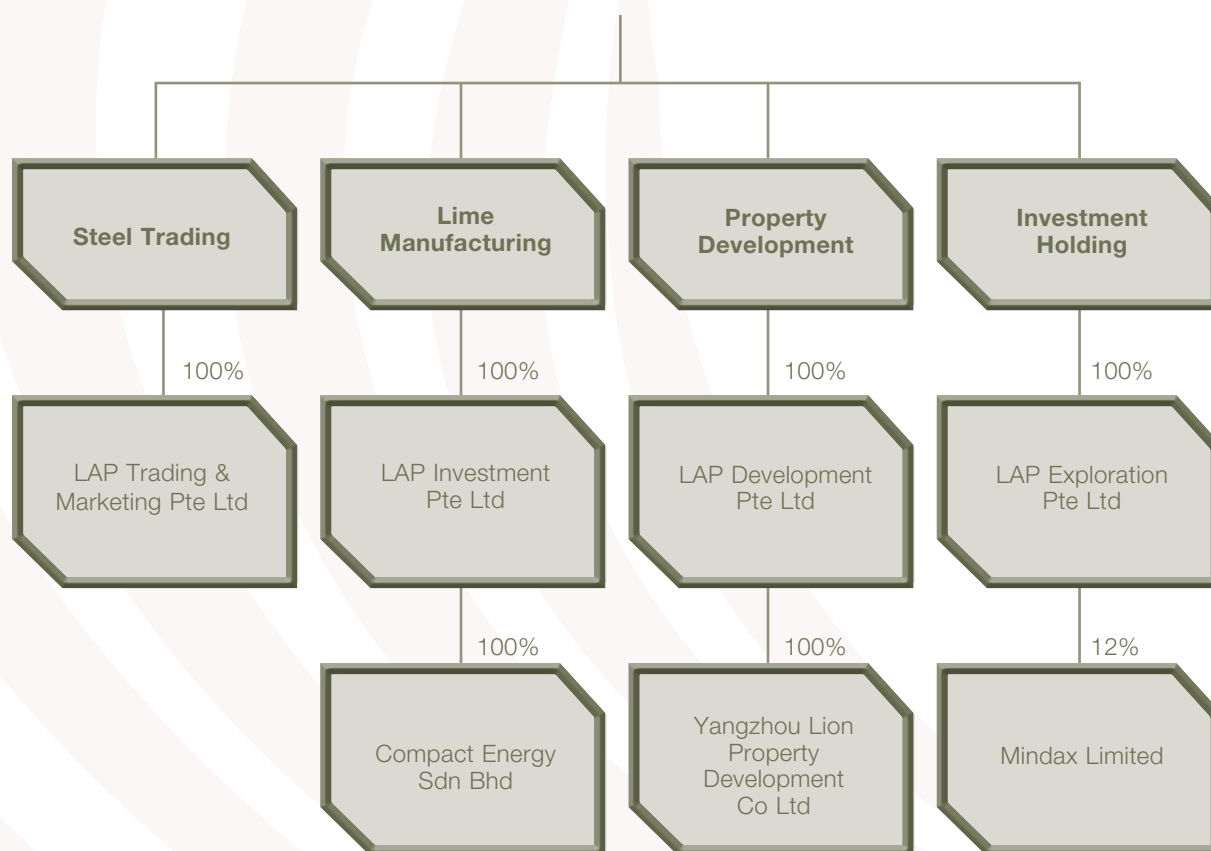 Steel Trading
Lime
Manufacturing
Property
Development
Investment
Holding
100%
100%
100%
100%
LAP Trading &
Marketing Pte Ltd
LAP Investment
Pte Ltd
LAP Development
Pte Ltd
LAP Exploration
Pte Ltd
100%
100%
12%
Compact Energy
Sdn Bhd
Yangzhou Lion
Property
Development
Co Ltd
Mindax Limited